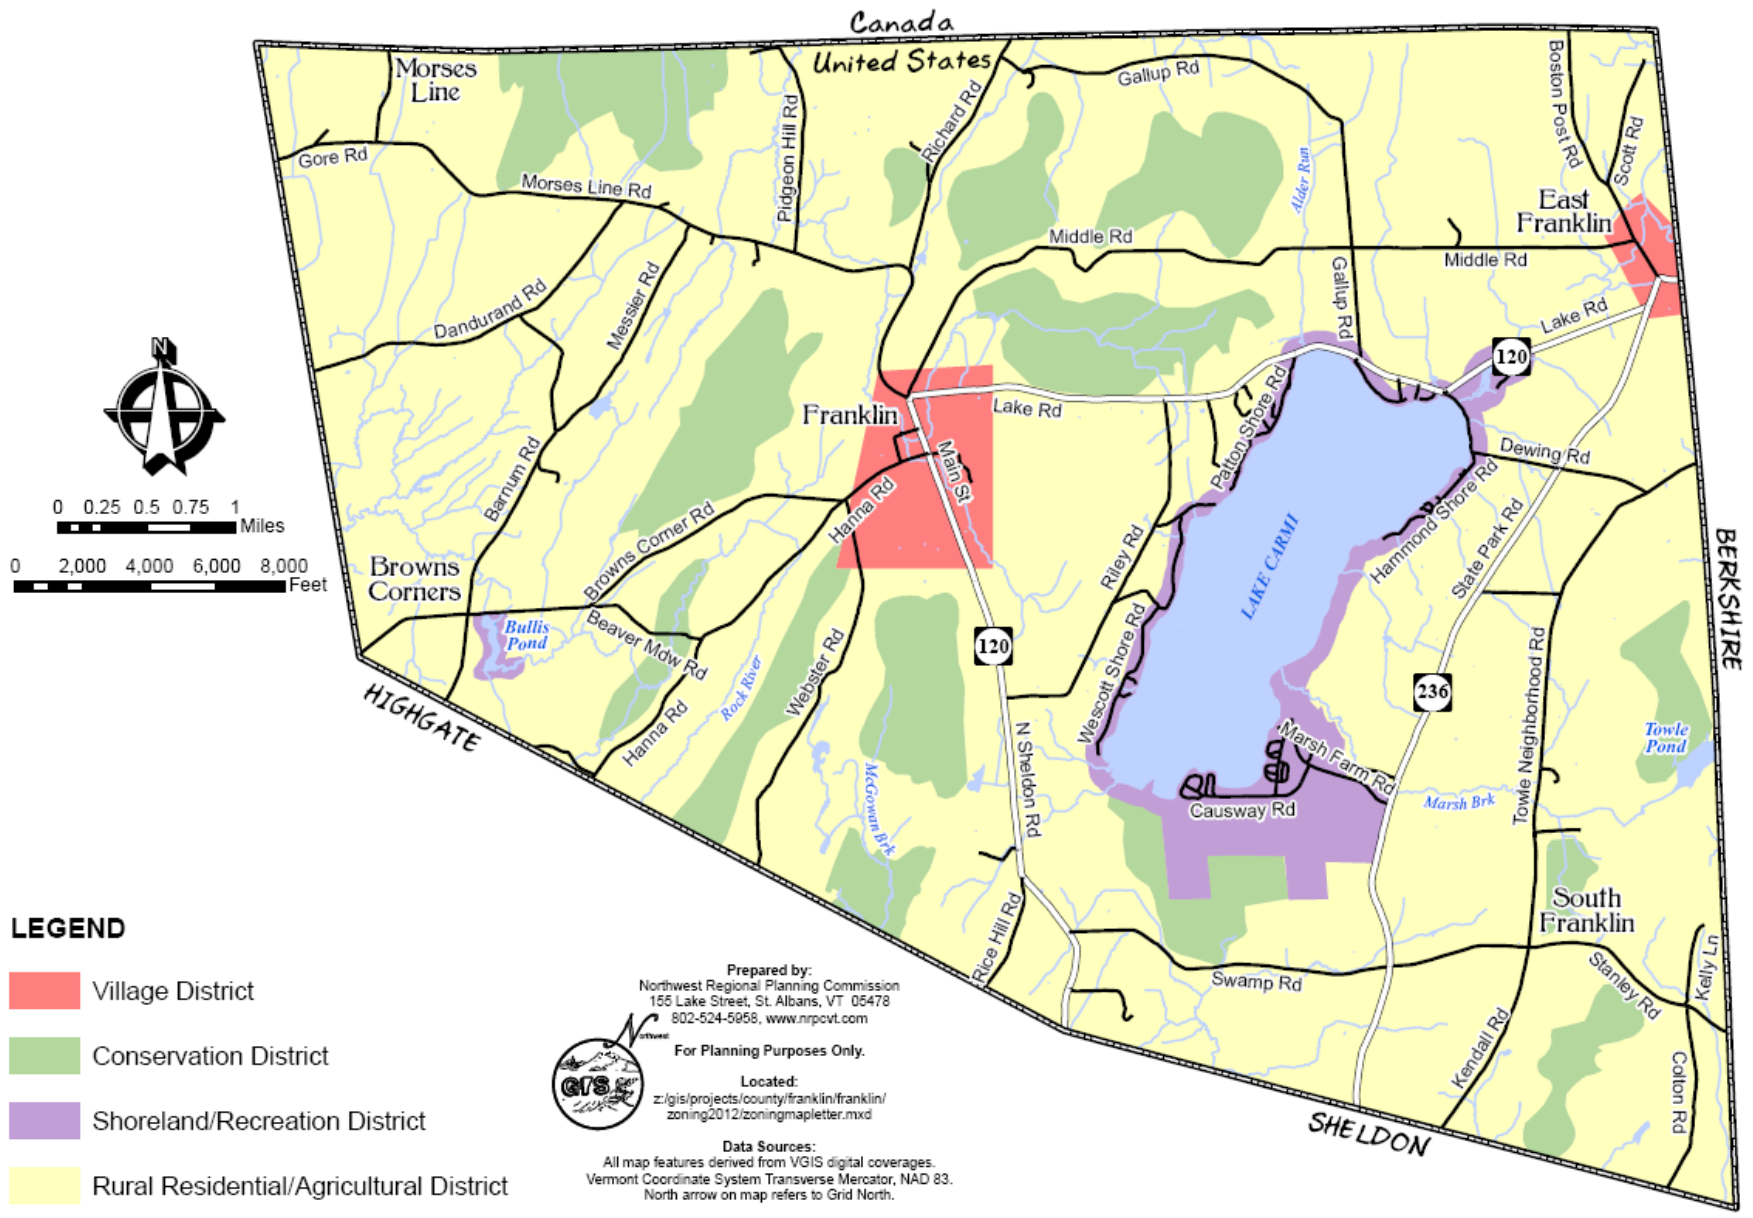 Canada
United States
Morses
Line
Gore Rd
Morses Line Rd
Pidgeon Hill Rd
Richard Rd
Gallup Rd
Alder Run
Boston Post Rd
Scott Rd
East
Franklin
Middle Rd
Middle Rd
Gallup Rd
Lake Rd
120
Dandurand Rd
Messier Rd
N
Franklin
Lake Rd
Main St
Patton Shore Rd
Dewing Rd
Hammond Shore Rd
State Park Rd
LAKE CARMI
Barnum Rd
Hanna Rd
Browns Corner Rd
0 0.25 0.5 0.75 1
Miles
0 2,000 4,000 6,000 8,000
Feet
Browns
Corners
Bullis
Pond
Beaver Mdw Rd
Rock River
Hanna Rd
Webster Rd
Riley Rd
Wescott Shore Rd
120
236
BERKSHIRE
HIGHGATE
Towle Neighborhood Rd
Towle
Pond
N Sheldon Rd
McGowan Brk
Marsh Farm Rd
Causway Rd
Marsh Brk
South
Franklin
Rice Hill Rd
Swamp Rd
Stanley Rd
Kelly Ln
Kendall Rd
Colton Rd
SHELDON
LEGEND
Village District
Conservation District
Shoreland/Recreation District
Rural Residential/Agricultural District
Prepared by:
Northwest Regional Planning Commission
155 Lake Street, St. Albans, VT 05478
802-524-5958, www.nrpcvt.com
Northwest
GIS
For Planning Purposes Only.
Located:
z:/gis/projects/county/franklin/franklin/
zoning2012/zoningmapletter.mxd
Data Sources:
All map features derived from VGIS digital coverages.
Vermont Coordinate System Transverse Mercator, NAD 83.
North arrow on map refers to Grid North.